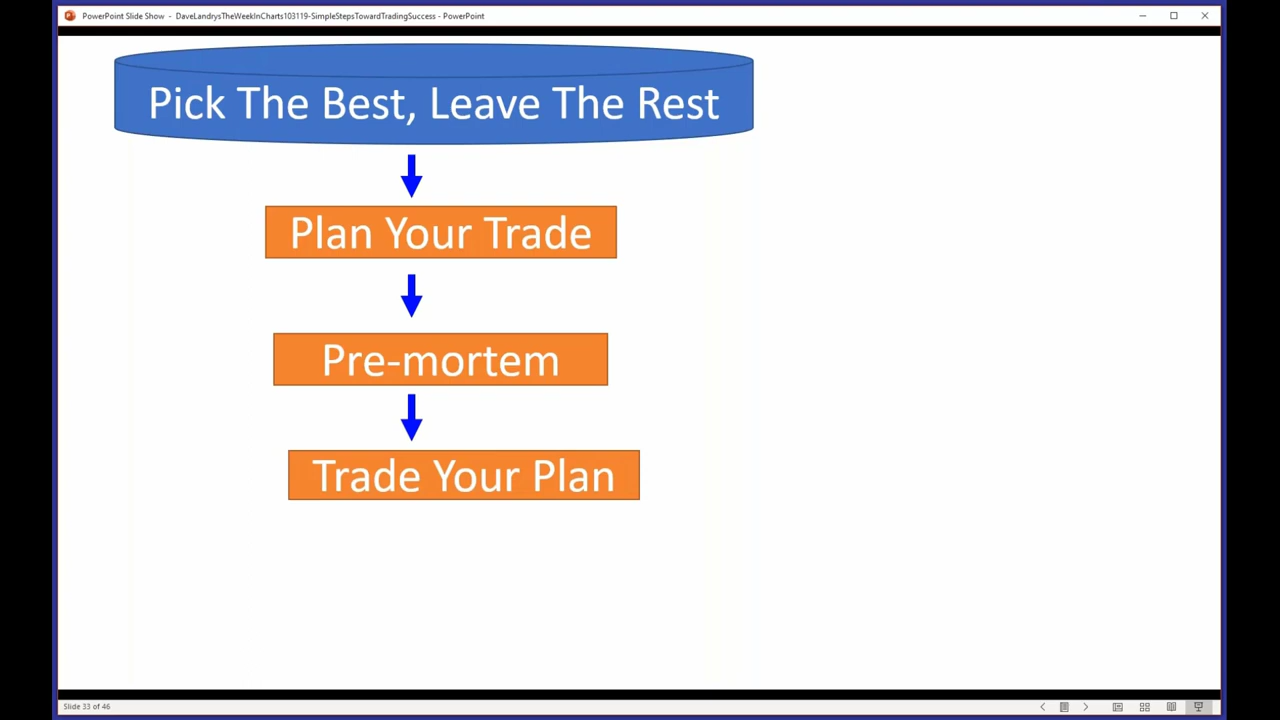 PowerPoint Slide Show - DaveLandrysTheWeekInCharts103119-SimpleStepsTowardTradingSuccess - PowerPoint
Pick The Best, Leave The Rest
Plan Your Trade
Pre-mortem
Trade Your Plan
Slide 33 of 46